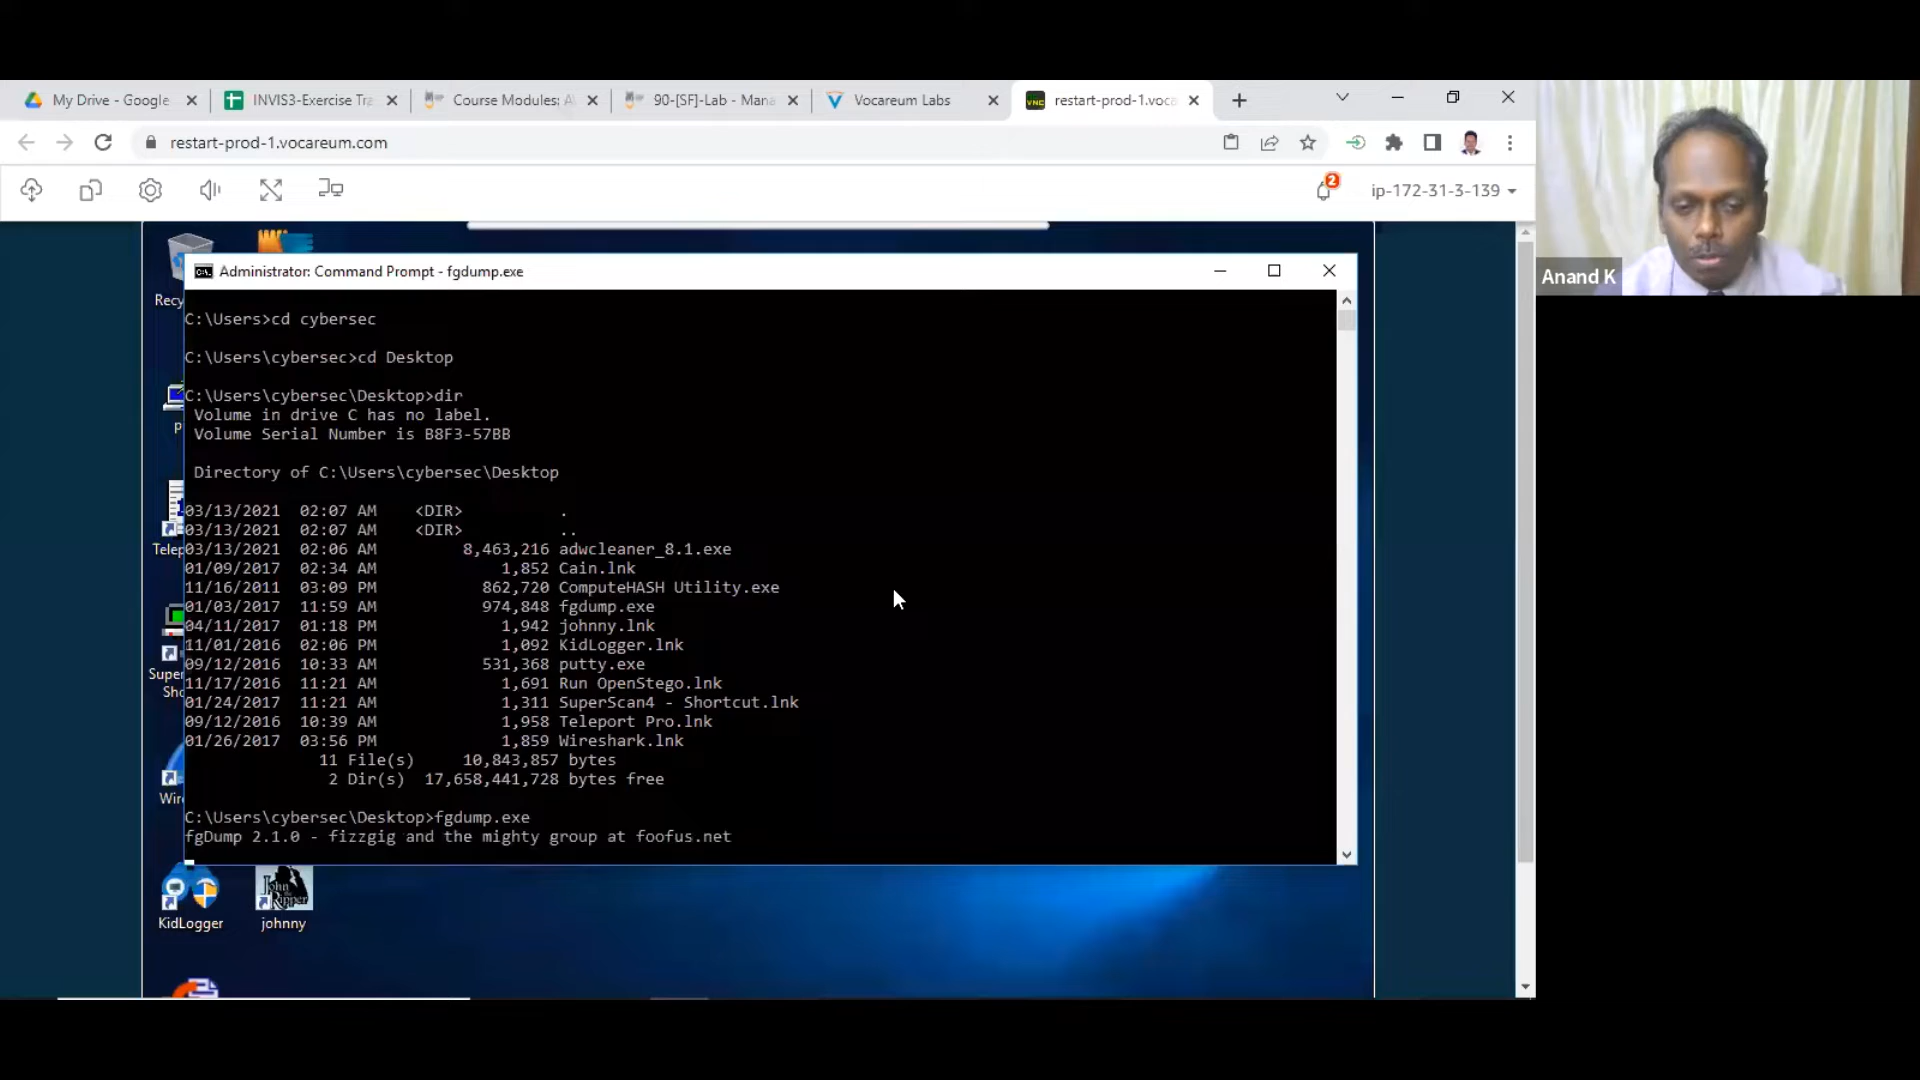 My Drive - Google
INVIS3-Exercise Tra
Course Modules: A
90-[SF]-Lab - Mana
Vocareum Labs
restart-prod-1.voca
restart-prod-1.vocareum.com
2
ip-172-31-3-139
Anand K
Recy
Administrator: Command Prompt - fgdump.exe
C:\Users>cd cybersec
C:\Users\cybersec>cd Desktop
C:\Users\cybersec\Desktop>dir
Volume in drive C has no label.
Volume Serial Number is B8F3-57BB
Directory of C:\Users\cybersec\Desktop
03/13/2021 02:07 AM <DIR> .
03/13/2021 02:07 AM <DIR> ..
03/13/2021 02:06 AM 8,463,216 adwcleaner_8.1.exe
01/09/2017 02:34 AM 1,852 Cain.lnk
11/16/2011 03:09 PM 862,720 ComputeHASH Utility.exe
01/03/2017 11:59 AM 974,848 fgdump.exe
04/11/2017 01:18 PM 1,942 johnny.lnk
11/01/2016 02:06 PM 1,092 KidLogger.lnk
09/12/2016 10:33 AM 531,368 putty.exe
11/17/2016 11:21 AM 1,691 Run OpenStego.lnk
01/24/2017 11:21 AM 1,311 SuperScan4 - Shortcut.lnk
09/12/2016 10:39 AM 1,958 Teleport Pro.lnk
01/26/2017 03:56 PM 1,859 Wireshark.lnk
11 File(s) 10,843,857 bytes
2 Dir(s) 17,658,441,728 bytes free
C:\Users\cybersec\Desktop>fgdump.exe
fgDump 2.1.0 - fizzgig and the mighty group at foofus.net
p
Telep
Super
Sho
Wir
KidLogger
John
the
Ripper
johnny